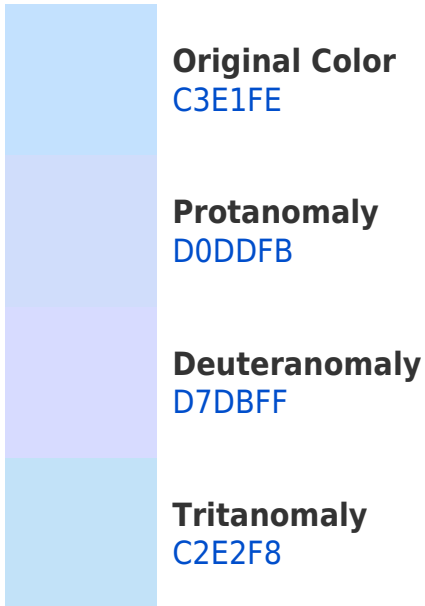 Original Color
C3E1FE
Protanomaly
D0DDFB
Deuteranomaly
D7DBFF
Tritanomaly
C2E2F8